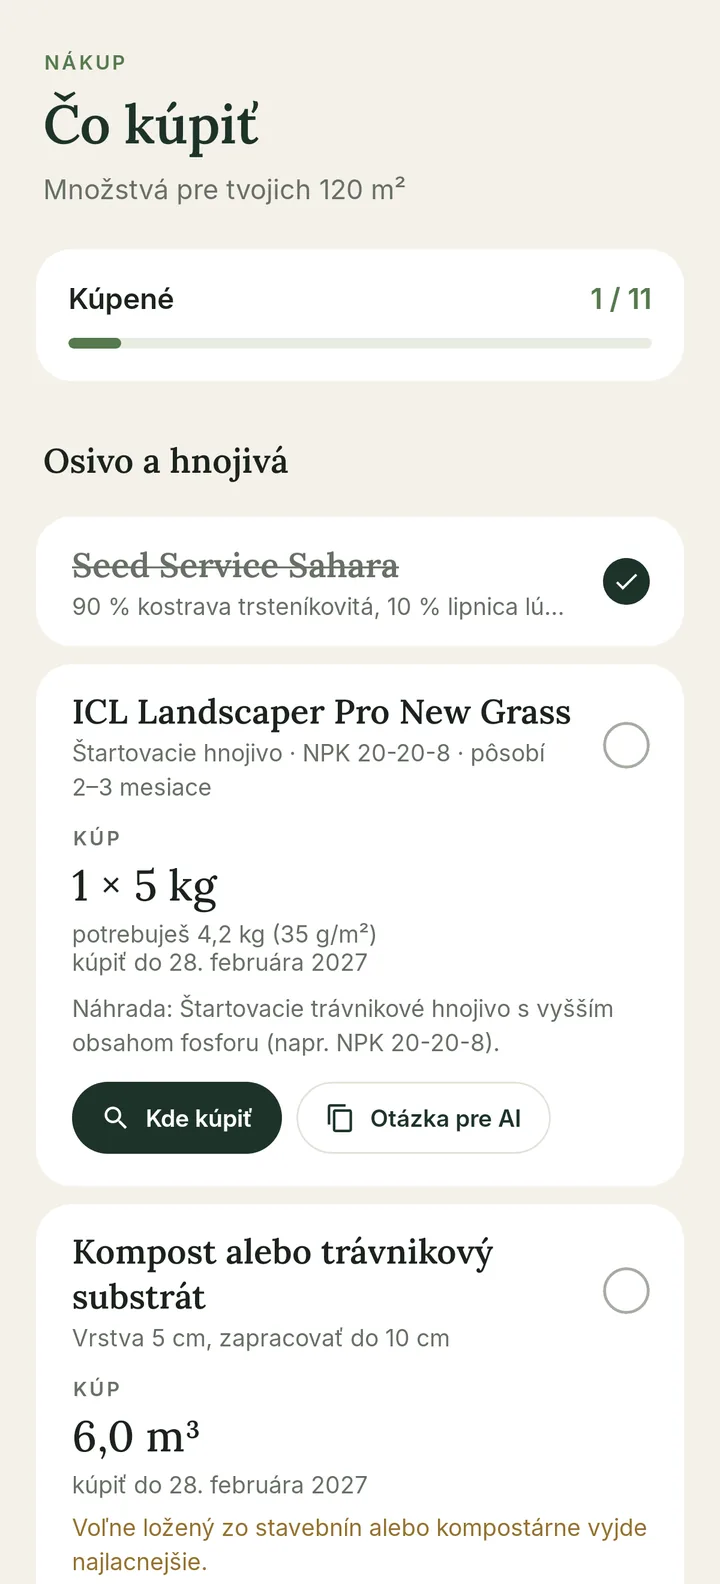 NÁKUP
Čo kúpiť
Množstvá pre tvojich 120 m²
Kúpené
1 / 11
Osivo a hnojivá
Seed Service Sahara
90 % kostrava trsteníkovitá, 10 % lipnica lú...
ICL Landscaper Pro New Grass
Štartovacie hnojivo · NPK 20-20-8 · pôsobí
2–3 mesiace
KÚP
1 × 5 kg
potrebuješ 4,2 kg (35 g/m²)
kúpiť do 28. februára 2027
Náhrada: Štartovacie trávnikové hnojivo s vyšším
obsahom fosforu (napr. NPK 20-20-8).
Kde kúpiť
Otázka pre AI
Kompost alebo trávnikový
substrát
Vrstva 5 cm, zapracovať do 10 cm
KÚP
6,0 m³
kúpiť do 28. februára 2027
Voľne ložený zo stavebnín alebo kompostárne vyjde
najlacnejšie.